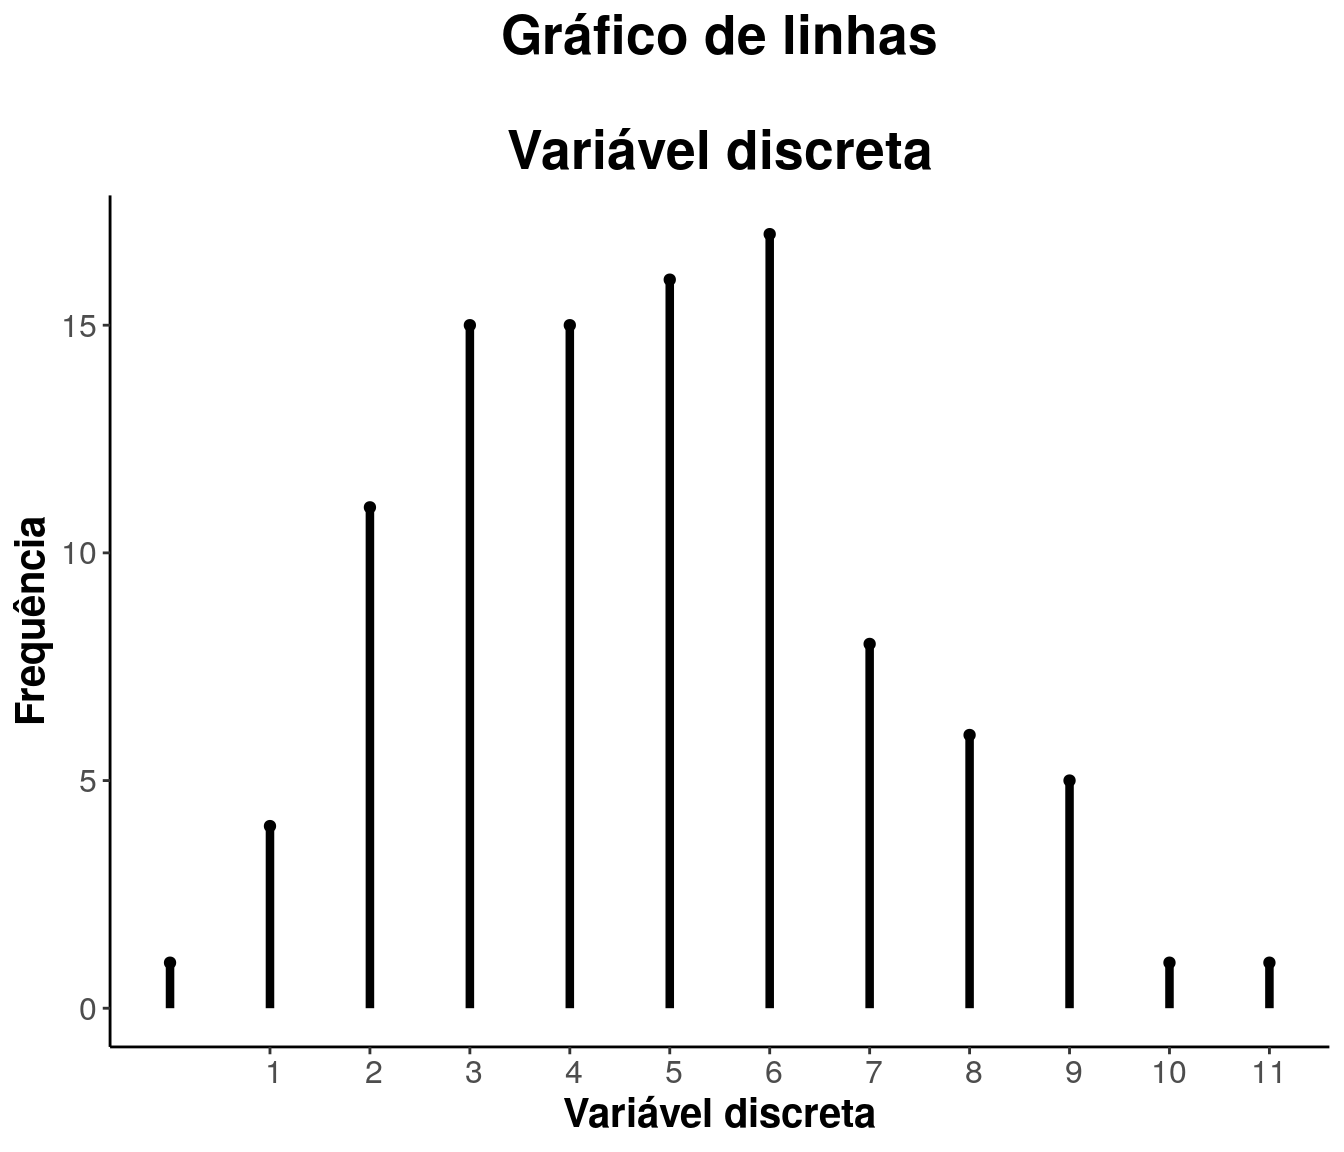 Gráfico de linhas
Variável discreta
15
10
5
0
Frequência
1 2 3 4 5 6 7 8 9 10 11
Variável discreta